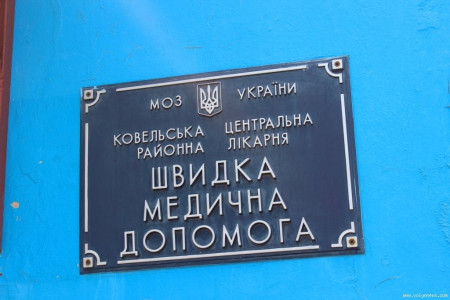 МОЗ УКРАЇНИ
КОВЕЛЬСЬКА ЦЕНТРАЛЬНА
РАЙОННА ЛІКАРНЯ
ШВИДКА
МЕДИЧНА
ДОПОМОГА